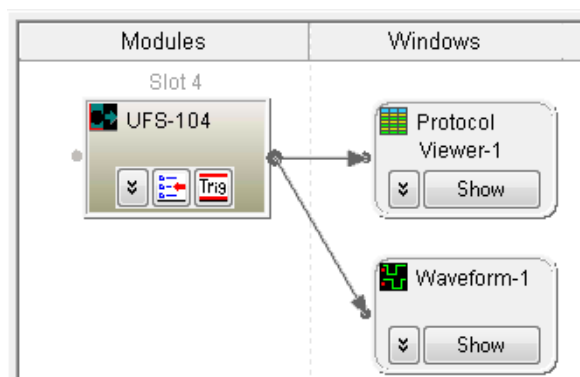 Modules
Windows
Slot 4
UFS-104
Trig
Protocol
Viewer-1
Show
Waveform-1
Show